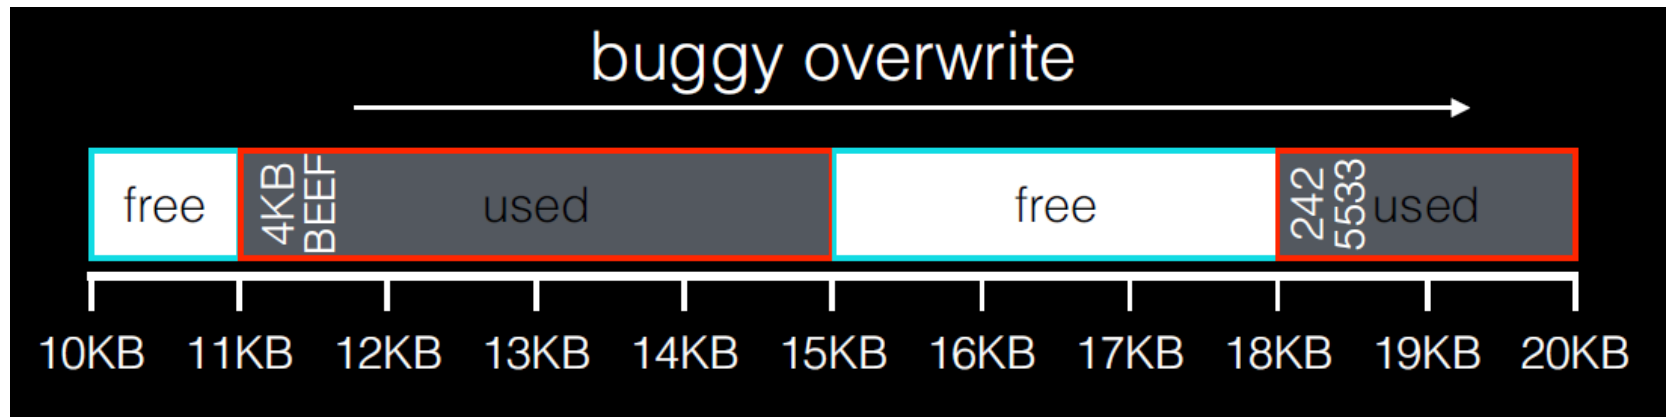 buggy overwrite
free
4KB
BEEF
used
free
242
5533
used
10KB 11KB 12KB 13KB 14KB 15KB 16KB 17KB 18KB 19KB 20KB